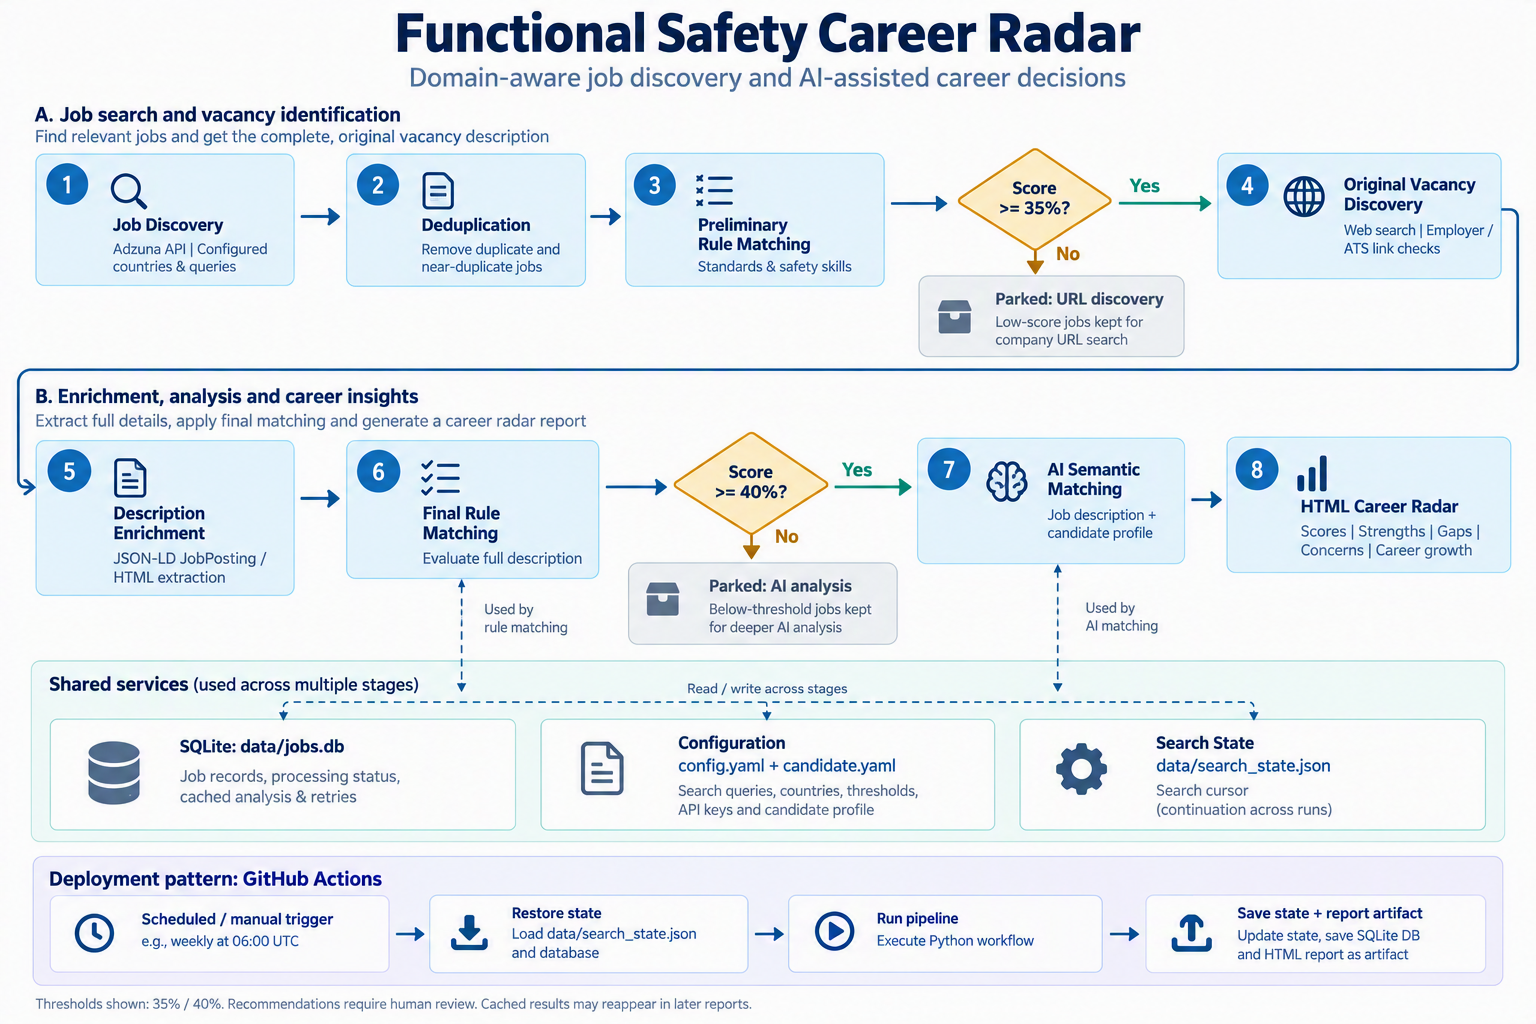 Functional Safety Career Radar
Domain-aware job discovery and AI-assisted career decisions
A. Job search and vacancy identification
Find relevant jobs and get the complete, original vacancy description
1
Job Discovery
Adzuna API | Configured
countries & queries
2
Deduplication
Remove duplicate and
near-duplicate jobs
3
Preliminary
Rule Matching
Standards & safety skills
Score
>= 35%?
Yes
No
Parked: URL discovery
Low-score jobs kept for
company URL search
4
Original Vacancy
Discovery
Web search | Employer /
ATS link checks
B. Enrichment, analysis and career insights
Extract full details, apply final matching and generate a career radar report
5
Description
Enrichment
JSON-LD JobPosting /
HTML extraction
6
Final Rule
Matching
Evaluate full description
Score
>= 40%?
Yes
No
Parked: AI analysis
Below-threshold jobs kept
for deeper AI analysis
7
AI Semantic
Matching
Job description +
candidate profile
8
HTML Career Radar
Scores | Strengths | Gaps |
Concerns | Career growth
Used by
rule matching
Used by
AI matching
Shared services (used across multiple stages)
Read / write across stages
SQLite: data/jobs.db
Job records, processing status,
cached analysis & retries
Configuration
config.yaml + candidate.yaml
Search queries, countries, thresholds,
API keys and candidate profile
Search State
data/search_state.json
Search cursor
(continuation across runs)
Deployment pattern: GitHub Actions
Scheduled / manual trigger
e.g., weekly at 06:00 UTC
Restore state
Load data/search_state.json
and database
Run pipeline
Execute Python workflow
Save state + report artifact
Update state, save SQLite DB
and HTML report as artifact
Thresholds shown: 35% / 40%. Recommendations require human review. Cached results may reappear in later reports.